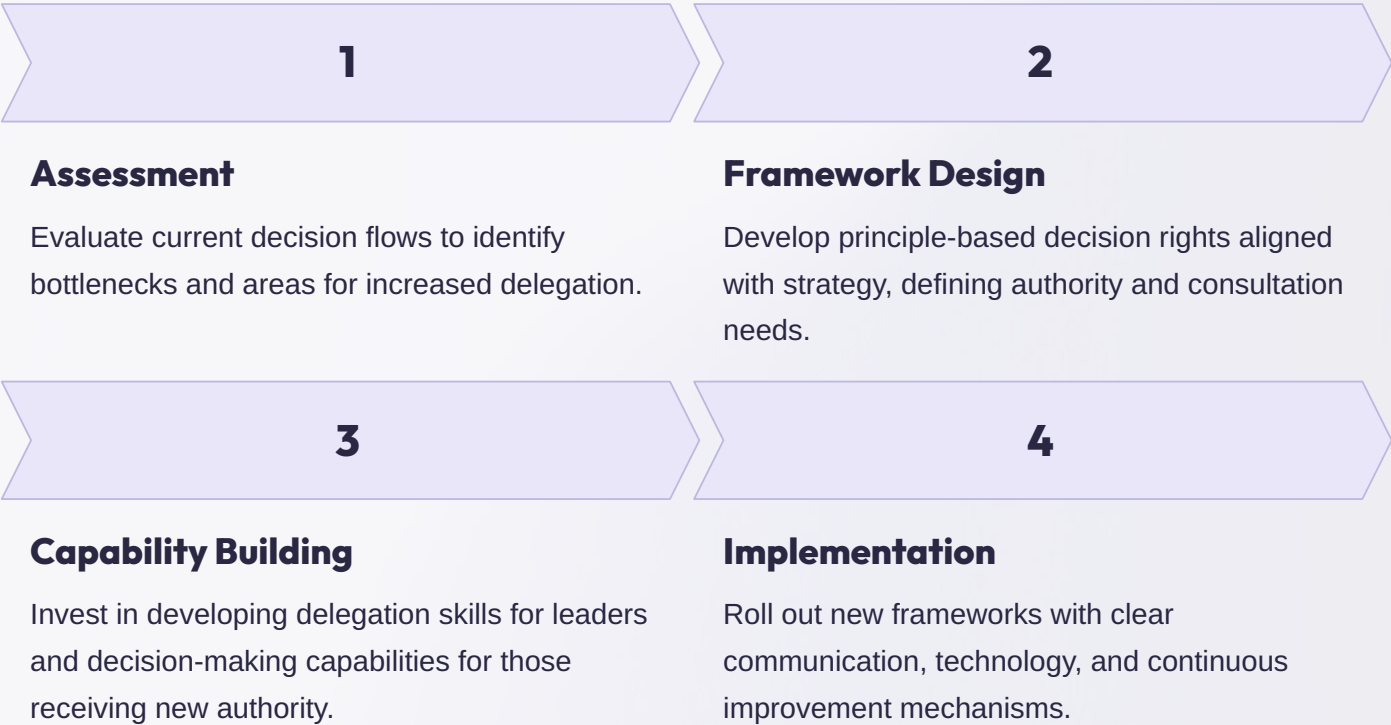 1
Assessment
Evaluate current decision flows to identify
bottlenecks and areas for increased delegation.
2
Framework Design
Develop principle-based decision rights aligned
with strategy, defining authority and consultation
needs.
3
Capability Building
Invest in developing delegation skills for leaders
and decision-making capabilities for those
receiving new authority.
4
Implementation
Roll out new frameworks with clear
communication, technology, and continuous
improvement mechanisms.